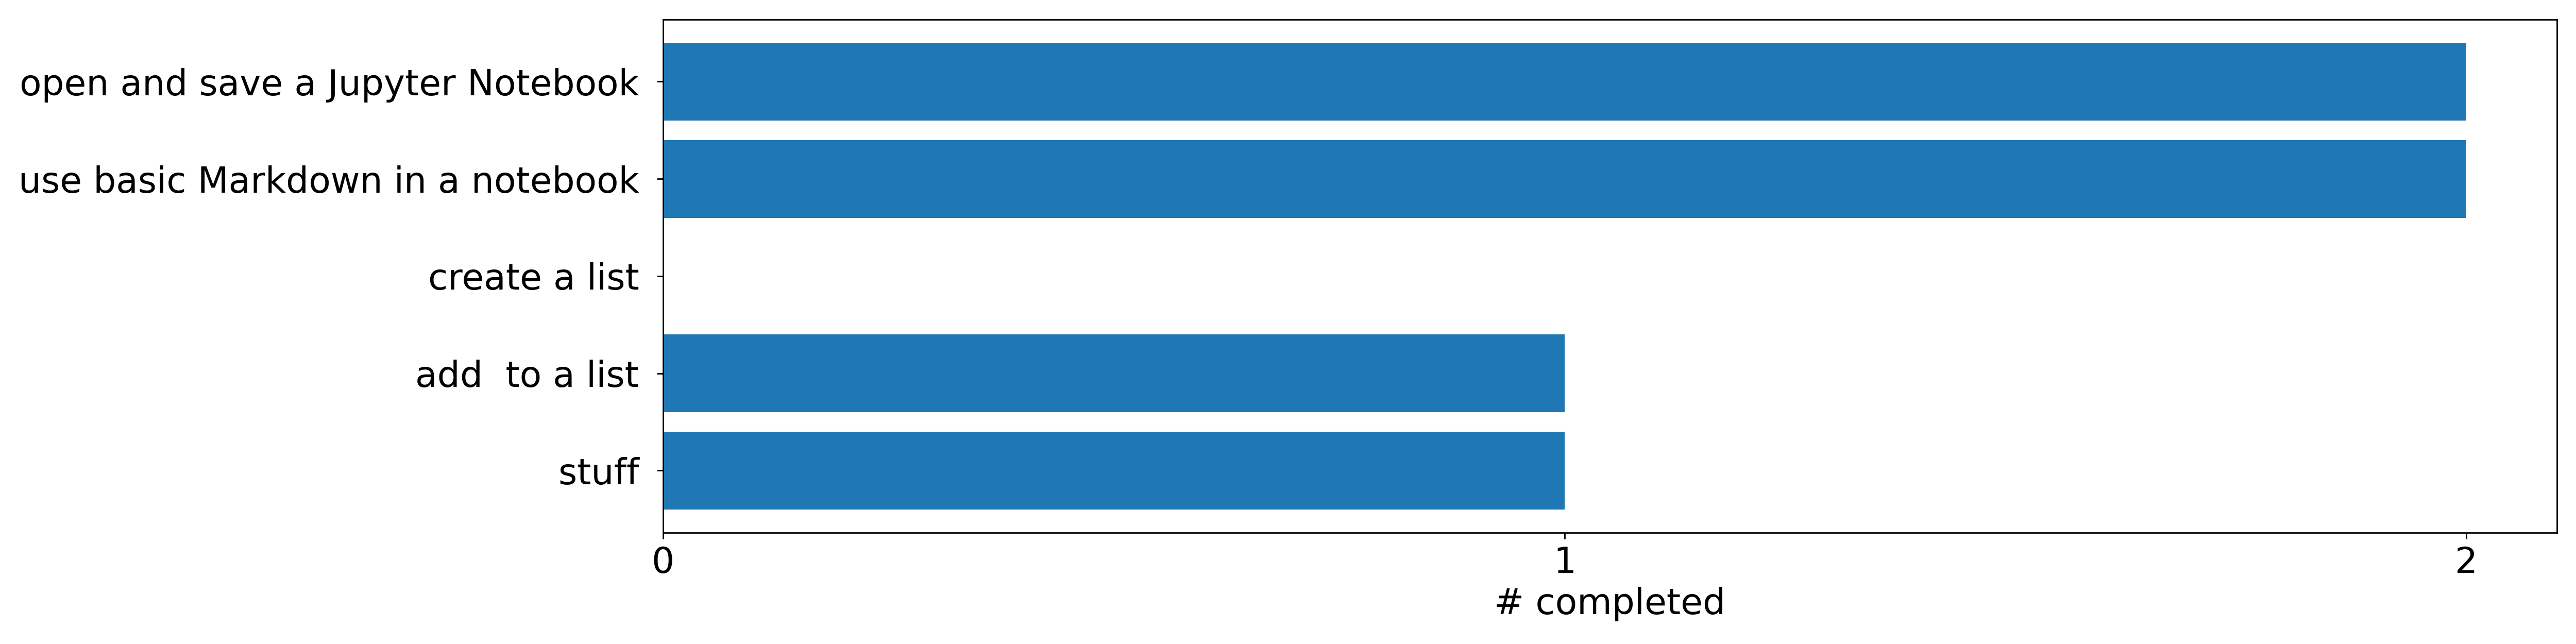 open and save a Jupyter Notebook
use basic Markdown in a notebook
create a list
add  to a list
stuff
0 1 2
# completed